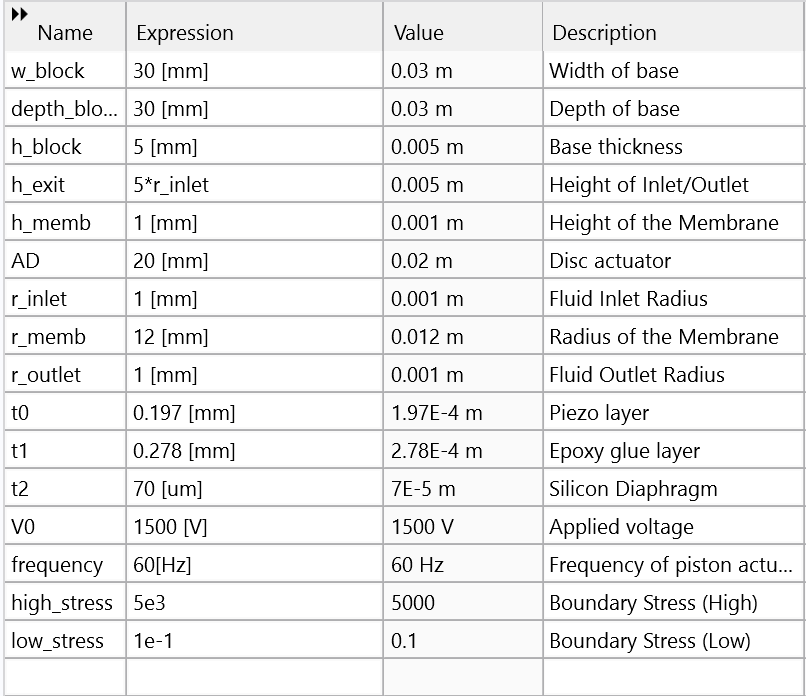 Name Expression Value Description
w_block 30 [mm] 0.03 m Width of base
depth_blo... 30 [mm] 0.03 m Depth of base
h_block 5 [mm] 0.005 m Base thickness
h_exit 5*r_inlet 0.005 m Height of Inlet/Outlet
h_memb 1 [mm] 0.001 m Height of the Membrane
AD 20 [mm] 0.02 m Disc actuator
r_inlet 1 [mm] 0.001 m Fluid Inlet Radius
r_memb 12 [mm] 0.012 m Radius of the Membrane
r_outlet 1 [mm] 0.001 m Fluid Outlet Radius
t0 0.197 [mm] 1.97E-4 m Piezo layer
t1 0.278 [mm] 2.78E-4 m Epoxy glue layer
t2 70 [um] 7E-5 m Silicon Diaphragm
V0 1500 [V] 1500 V Applied voltage
frequency 60[Hz] 60 Hz Frequency of piston actu...
high_stress 5e3 5000 Boundary Stress (High)
low_stress 1e-1 0.1 Boundary Stress (Low)